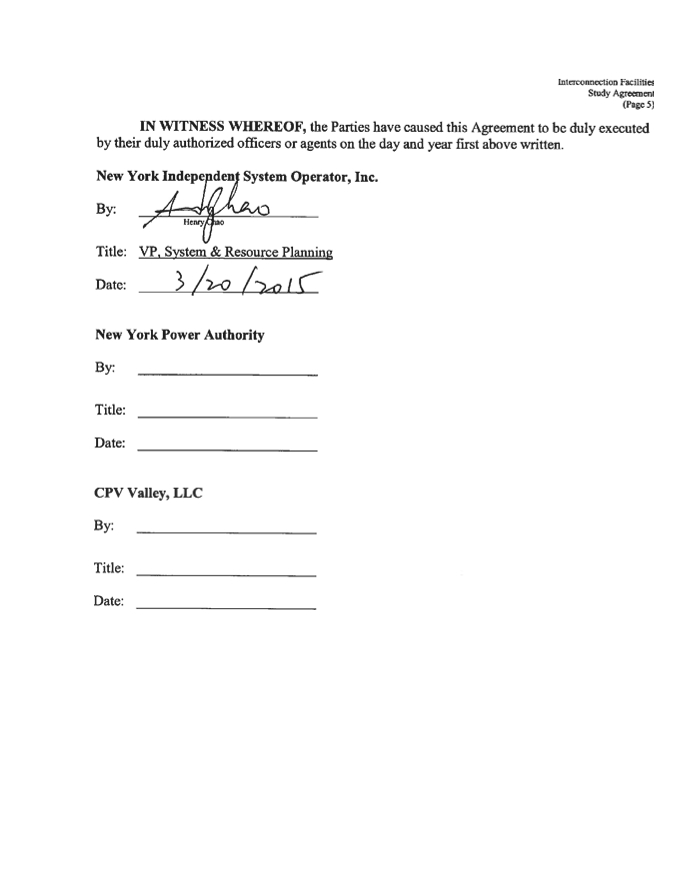 Interconnection Facilities
Study Agreement
(Page 5)
IN WITNESS WHEREOF, the Parties have caused this Agreement to be duly executed
by their duly authorized officers or agents on the day and year first above written.
New York Independent System Operator, Inc.
By:
Henry Chao
Title: VP, System & Resource Planning
Date: 3/20/2015
New York Power Authority
By:
Title:
Date:
CPV Valley, LLC
By:
Title:
Date: